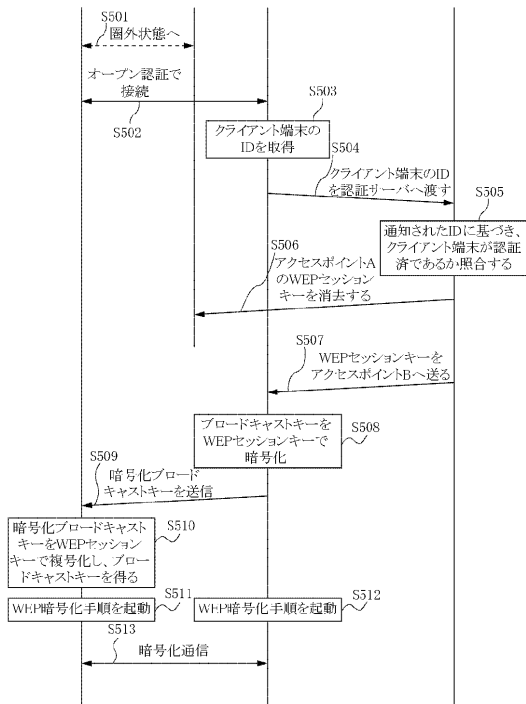 S501
圏外状態へ
オープン認証で
接続
S502
S503
クライアント端末の
IDを取得
S504
クライアント端末のID
を認証サーバへ渡す
S505
通知されたIDに基づき、
クライアント端末が認証
済であるか照合する
S506
アクセスポイントA
のWEPセッション
キーを消去する
S507
WEPセッションキーを
アクセスポイントBへ送る
ブロードキャストキーを
WEPセッションキーで
暗号化
S508
S509
暗号化ブロード
キャストキーを送信
暗号化ブロードキャスト
キーをWEPセッション
キーで複号化し、ブロー
ドキャストキーを得る
S510
WEP暗号化手順を起動
S511
WEP暗号化手順を起動
S512
S513
暗号化通信